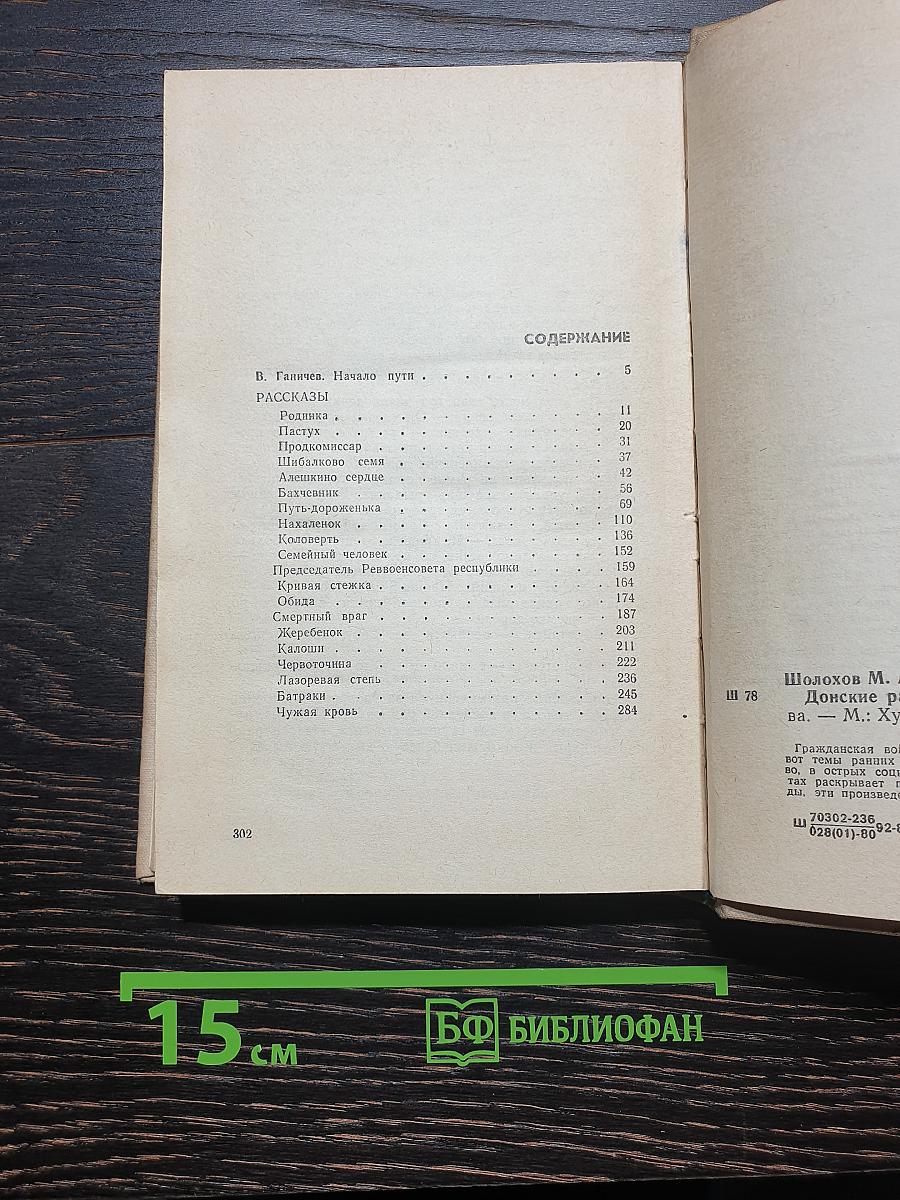 СОДЕРЖАНИЕ
В. Ганичев. Начало пути . . . . . . . . . 5
РАССКАЗЫ
Родинка . . . . . . . . . . . . 11
Пастух . . . . . . . . . . . . 20
Продкомиссар . . . . . . . . . . . 31
Шибалково семя . . . . . . . . . . 37
Алешкино сердце . . . . . . . . . . 42
Бахчевник . . . . . . . . . . . 56
Путь-дороженька . . . . . . . . . . 69
Нахаленок . . . . . . . . . . . 110
Коловерть . . . . . . . . . . . 136
Семейный человек . . . . . . . . . . 152
Председатель Реввоенсовета республики . . . . 159
Кривая стежка . . . . . . . . . . 164
Обида . . . . . . . . . . . . 174
Смертный враг . . . . . . . . . . 187
Жеребенок . . . . . . . . . . . 203
Калоши . . . . . . . . . . . . 211
Червоточина . . . . . . . . . . 222
Лазоревая степь . . . . . . . . . . 236
Батраки . . . . . . . . . . . . 245
Чужая кровь . . . . . . . . . . 284
302
Шолохов М.
Ш 78
Донские
ва. — М.:
Гражданская
вот темы ранних
во, в острых
тах раскрывает
ды, эти
Ш 70302-236
028(01)-80
15 см
БФ БИБЛИОФАН